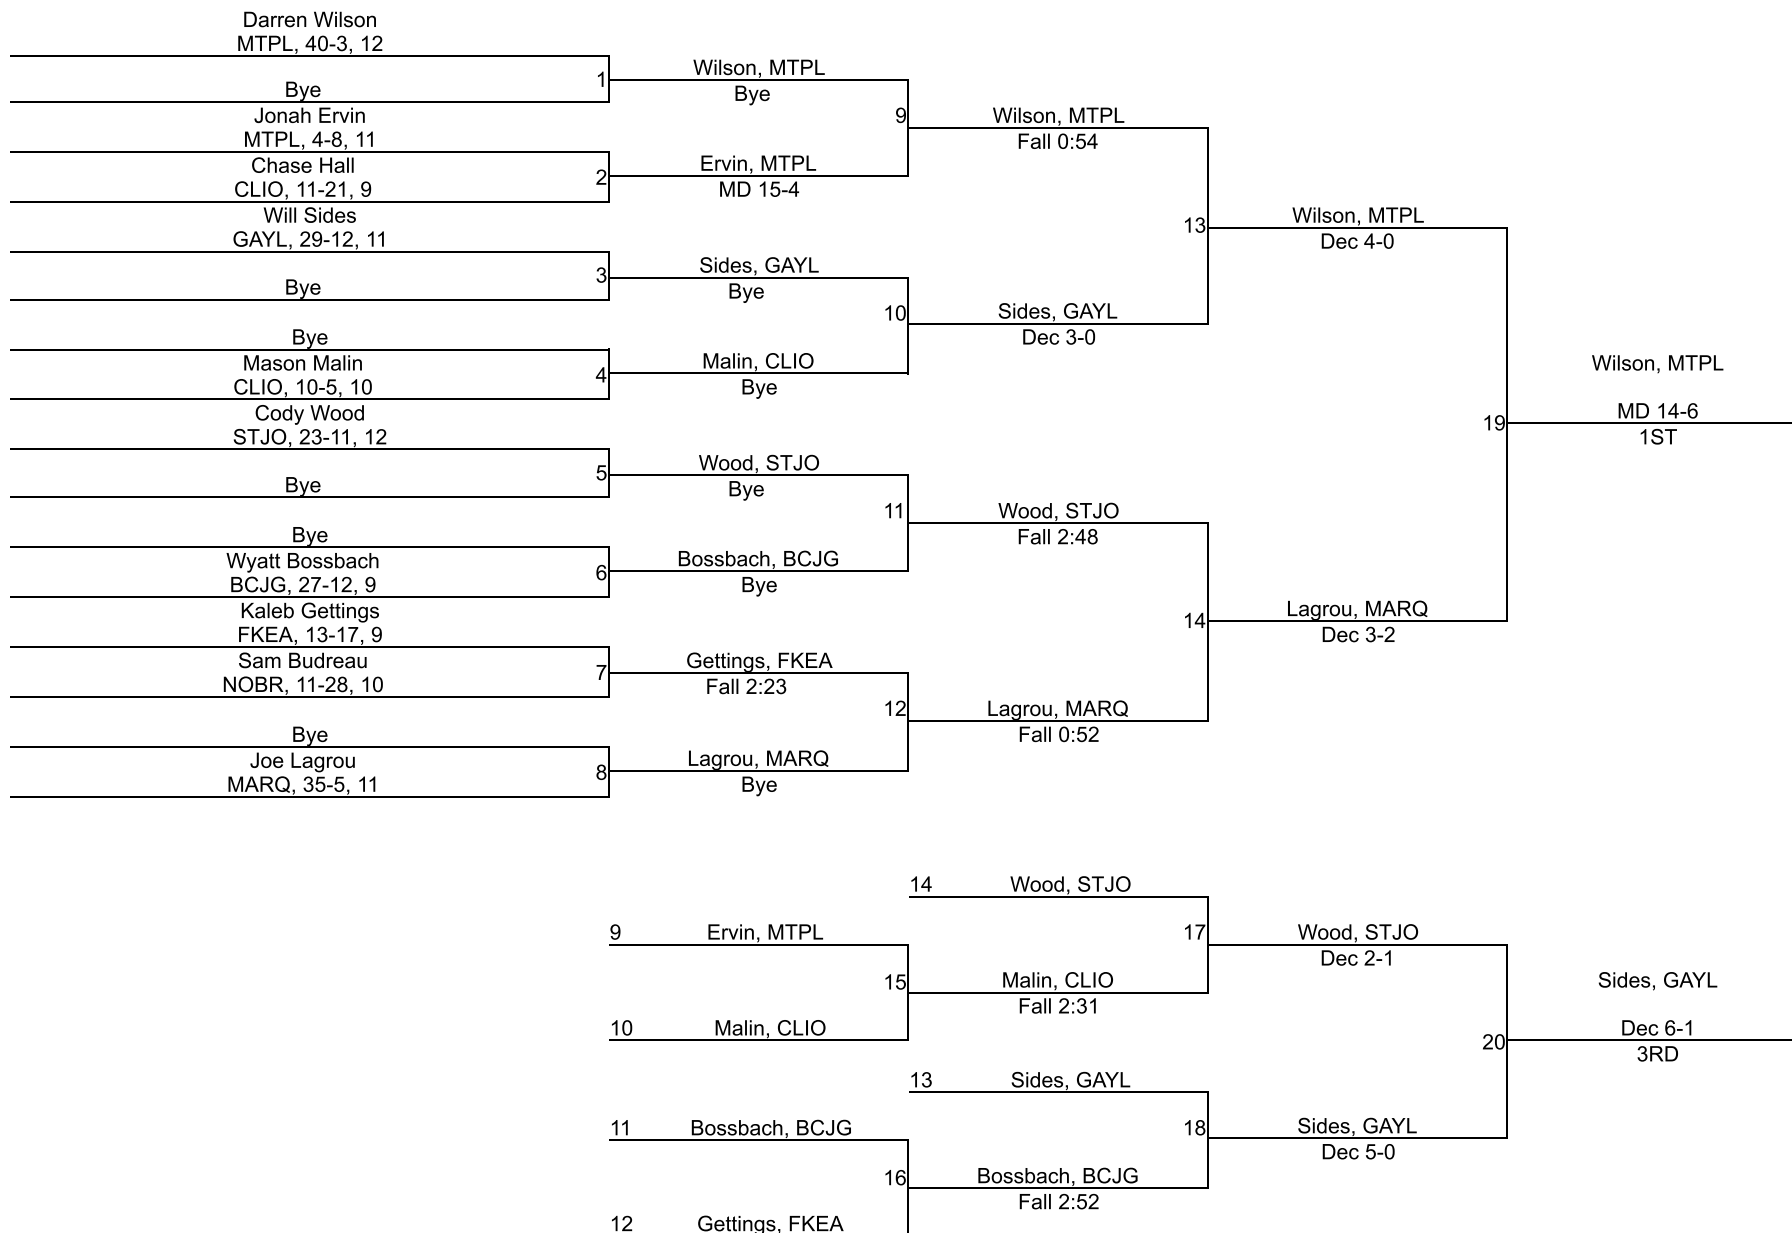 Darren Wilson
MTPL, 40-3, 12
1
Bye
Jonah Ervin
MTPL, 4-8, 11
2
Chase Hall
CLIO, 11-21, 9
Will Sides
GAYL, 29-12, 11
3
Bye
Bye
4
Mason Malin
CLIO, 10-5, 10
Cody Wood
STJO, 23-11, 12
5
Bye
Bye
6
Wyatt Bossbach
BCJG, 27-12, 9
Kaleb Gettings
FKEA, 13-17, 9
7
Sam Budreau
NOBR, 11-28, 10
Bye
8
Joe Lagrou
MARQ, 35-5, 11
Wilson, MTPL
Bye
9
Ervin, MTPL
MD 15-4
Sides, GAYL
Bye
10
Malin, CLIO
Bye
Wood, STJO
Bye
11
Bossbach, BCJG
Bye
Gettings, FKEA
Fall 2:23
12
Lagrou, MARQ
Bye
Wilson, MTPL
Fall 0:54
13
Sides, GAYL
Dec 3-0
Wood, STJO
Fall 2:48
14
Lagrou, MARQ
Fall 0:52
Wilson, MTPL
Dec 4-0
19
Lagrou, MARQ
Dec 3-2
Wilson, MTPL
MD 14-6
1ST
9 Ervin, MTPL
15
10 Malin, CLIO
11 Bossbach, BCJG
16
12 Gettings, FKEA
14 Wood, STJO
17
Malin, CLIO
Fall 2:31
13 Sides, GAYL
18
Bossbach, BCJG
Fall 2:52
Wood, STJO
Dec 2-1
20
Sides, GAYL
Dec 5-0
Sides, GAYL
Dec 6-1
3RD